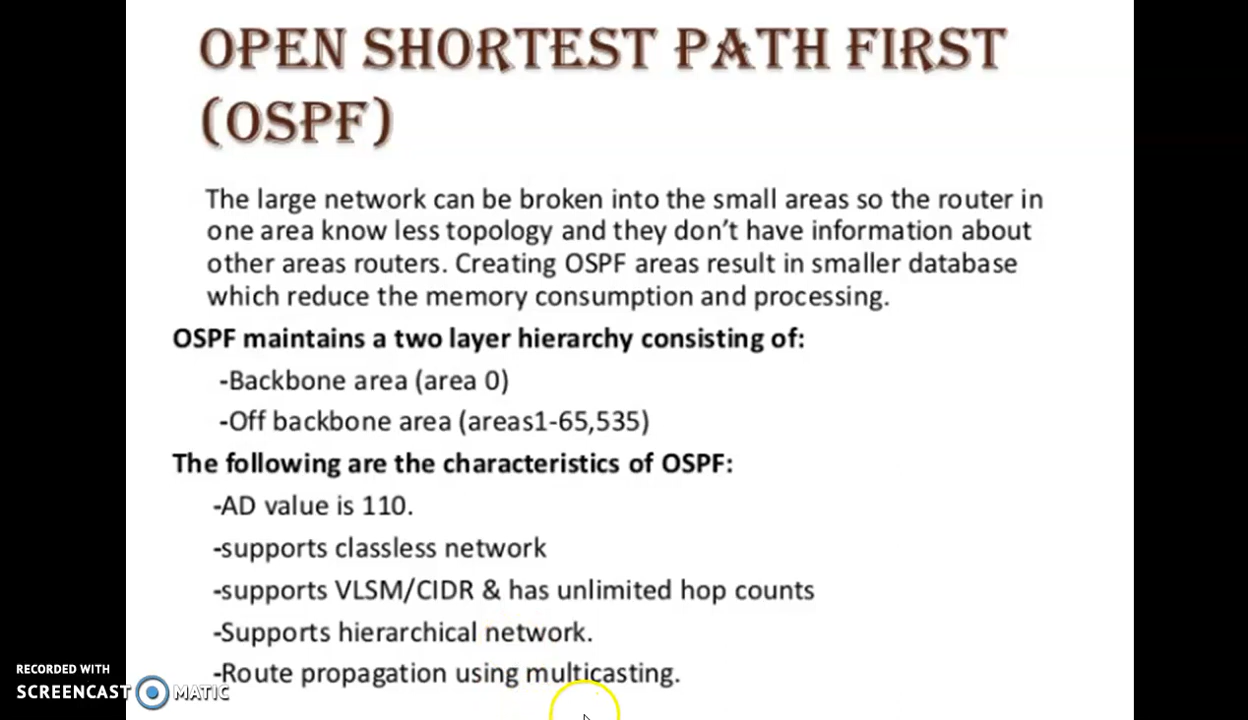 OPEN SHORTEST PATH FIRST
(OSPF)
The large network can be broken into the small areas so the router in
one area know less topology and they don't have information about
other areas routers. Creating OSPF areas result in smaller database
which reduce the memory consumption and processing.
OSPF maintains a two layer hierarchy consisting of:
-Backbone area (area 0)
-Off backbone area (areas1-65,535)
The following are the characteristics of OSPF:
-AD value is 110.
-supports classless network
-supports VLSM/CIDR & has unlimited hop counts
-Supports hierarchical network.
-Route propagation using multicasting.
RECORDED WITH
SCREENCAST MATIC